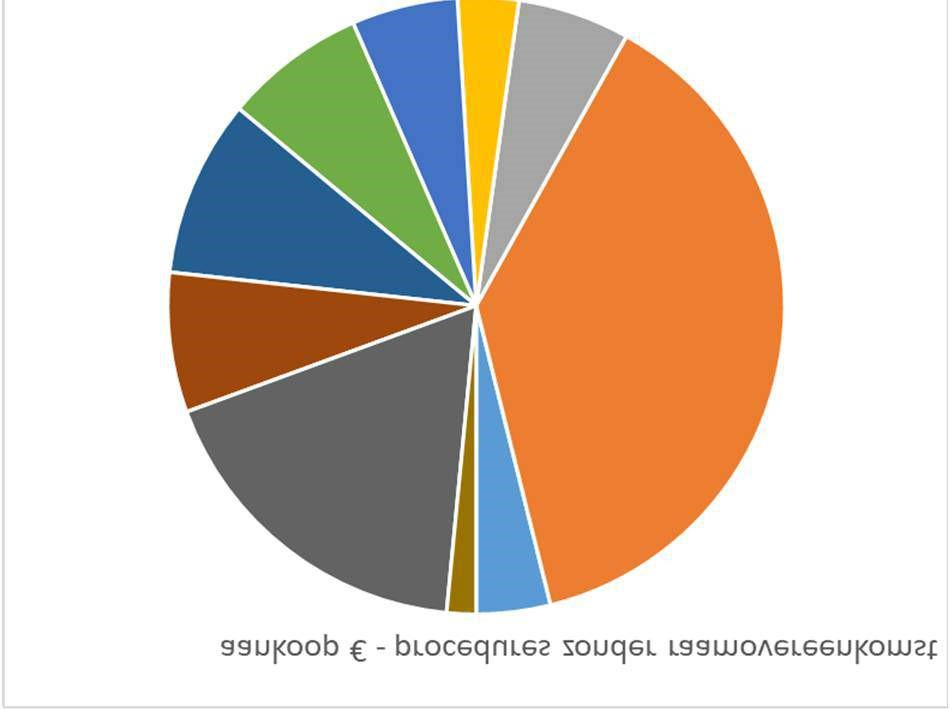 aankoop € - procedures zonder raamovereenkomst